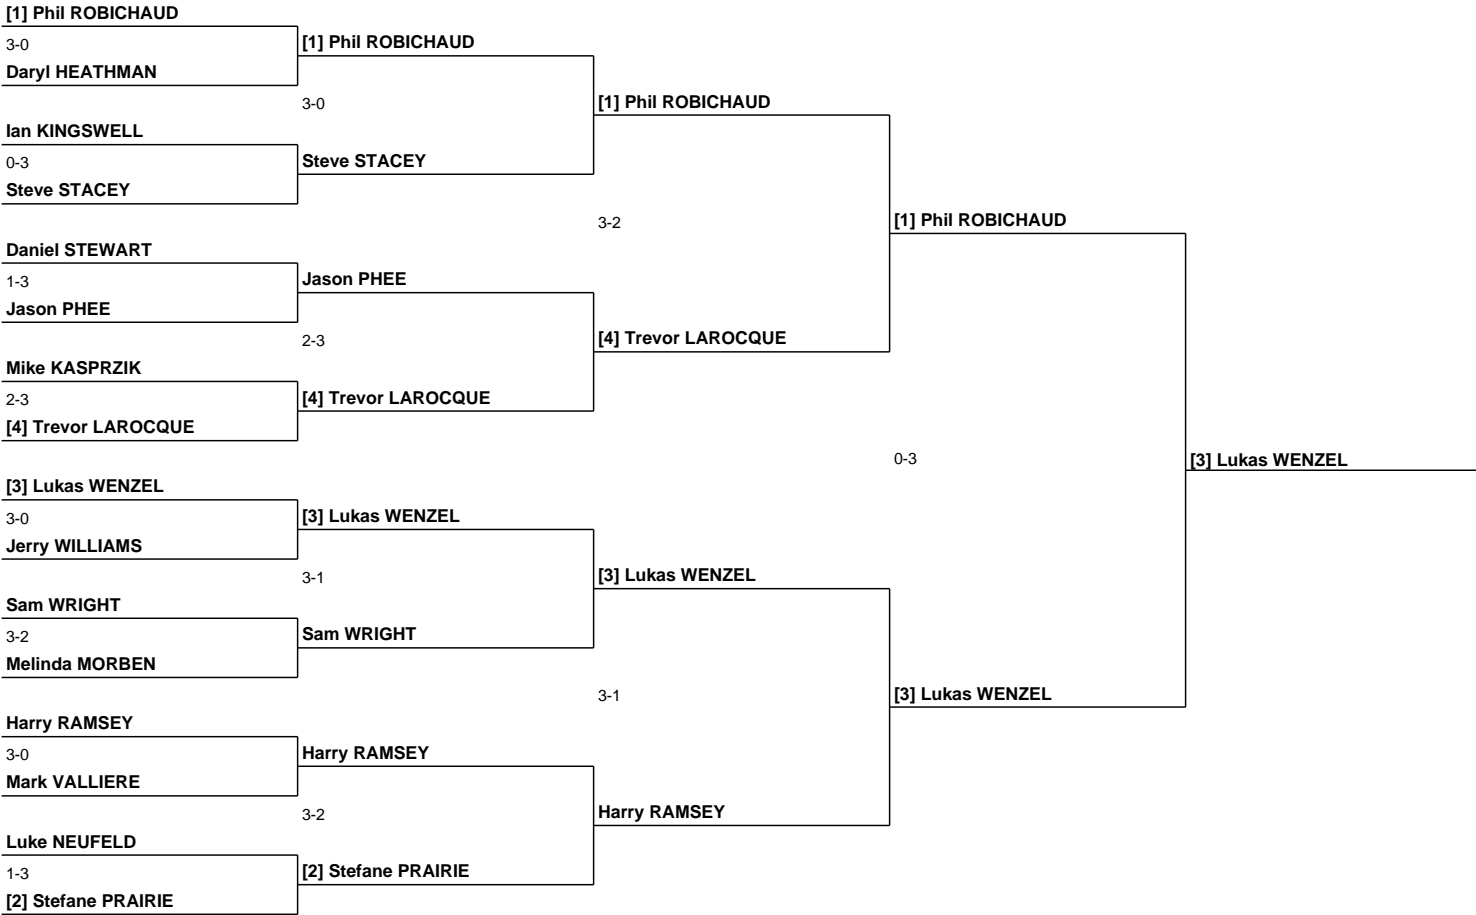 [1] Phil ROBICHAUD
3-0
Daryl HEATHMAN
Ian KINGSWELL
0-3
Steve STACEY
Daniel STEWART
1-3
Jason PHEE
Mike KASPRZIK
2-3
[4] Trevor LAROCQUE
[3] Lukas WENZEL
3-0
Jerry WILLIAMS
Sam WRIGHT
3-2
Melinda MORBEN
Harry RAMSEY
3-0
Mark VALLIERE
Luke NEUFELD
1-3
[2] Stefane PRAIRIE
[1] Phil ROBICHAUD
3-0
Steve STACEY
Jason PHEE
2-3
[4] Trevor LAROCQUE
[3] Lukas WENZEL
3-1
Sam WRIGHT
Harry RAMSEY
3-2
[2] Stefane PRAIRIE
[1] Phil ROBICHAUD
3-2
[4] Trevor LAROCQUE
[3] Lukas WENZEL
3-1
Harry RAMSEY
[1] Phil ROBICHAUD
0-3
[3] Lukas WENZEL
[3] Lukas WENZEL